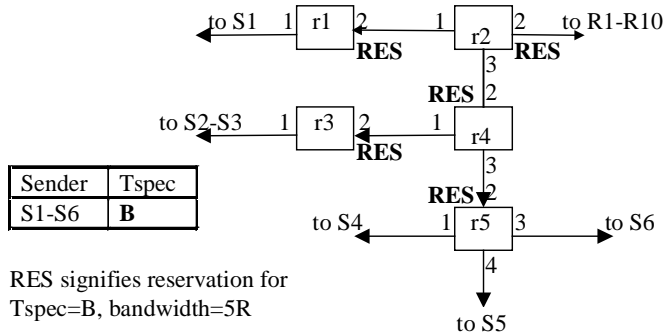 to S1 1 r1 2 1 r2 2 to R1-R10
RES RES
3
RES 2
to S2-S3 1 r3 2 1 r4
RES
3
Sender Tspec
S1-S6 B
RES 2
to S4 1 r5 3 to S6
4
RES signifies reservation for
Tspec=B, bandwidth=5R
to S5